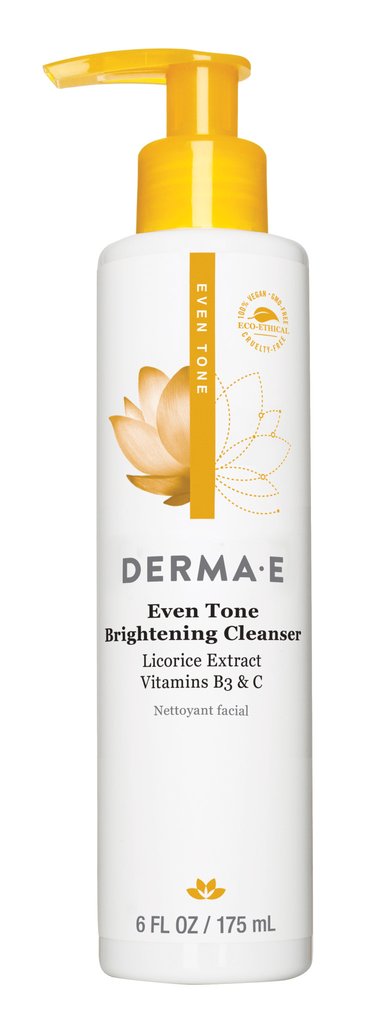 EVEN TONE
100% VEGAN • GMO-FREE
ECO-ETHICAL
CRUELTY-FREE
DERMA·E
Even Tone
Brightening Cleanser
Licorice Extract
Vitamins B3 & C
Nettoyant facial
6 FL OZ / 175 mL